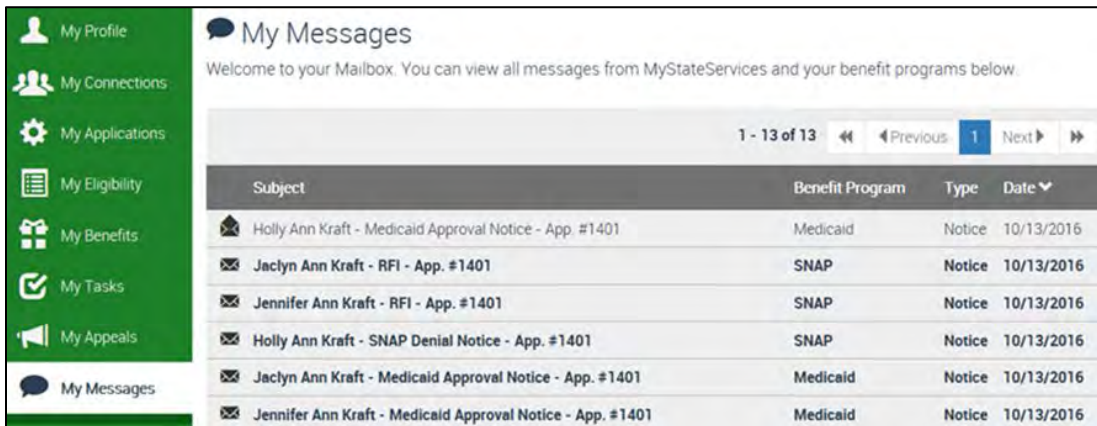 My Profile
My Connections
My Applications
My Eligibility
My Benefits
My Tasks
My Appeals
My Messages
My Messages
Welcome to your Mailbox. You can view all messages from MyStateServices and your benefit programs below.
1 - 13 of 13 Previous 1 Next
Subject Benefit Program Type Date
Holly Ann Kraft - Medicaid Approval Notice - App. #1401 Medicaid Notice 10/13/2016
Jaclyn Ann Kraft - RFI - App. #1401 SNAP Notice 10/13/2016
Jennifer Ann Kraft - RFI - App. #1401 SNAP Notice 10/13/2016
Holly Ann Kraft - SNAP Denial Notice - App. #1401 SNAP Notice 10/13/2016
Jaclyn Ann Kraft - Medicaid Approval Notice - App. #1401 Medicaid Notice 10/13/2016
Jennifer Ann Kraft - Medicaid Approval Notice - App. #1401 Medicaid Notice 10/13/2016